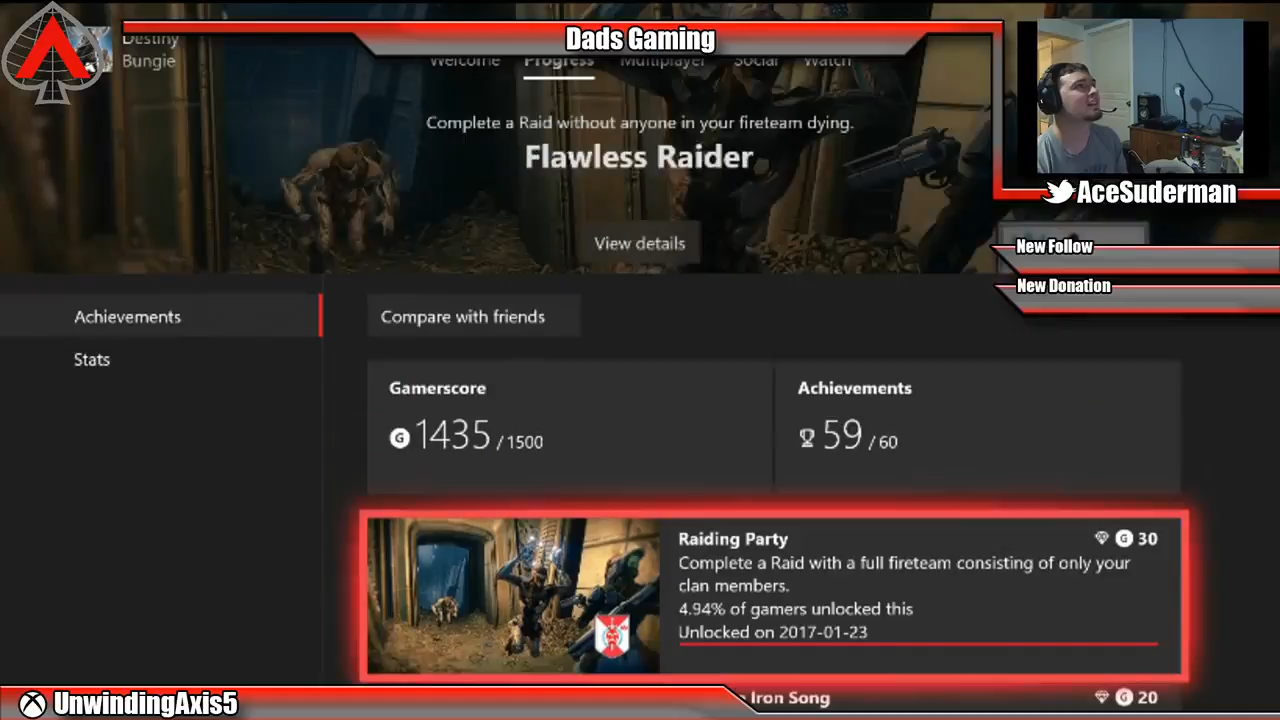 Dads Gaming
Destiny
Bungie
Welcome Progress Multiplayer Social Watch
Complete a Raid without anyone in your fireteam dying.
Flawless Raider
View details
AceSuderman
New Follow
New Donation
Achievements
Stats
Compare with friends
Gamerscore
G 1435 / 1500
Achievements
59 / 60
Raiding Party
G 30
Complete a Raid with a full fireteam consisting of only your
clan members.
4.94% of gamers unlocked this
Unlocked on 2017-01-23
Iron Song
G 20
UnwindingAxis5